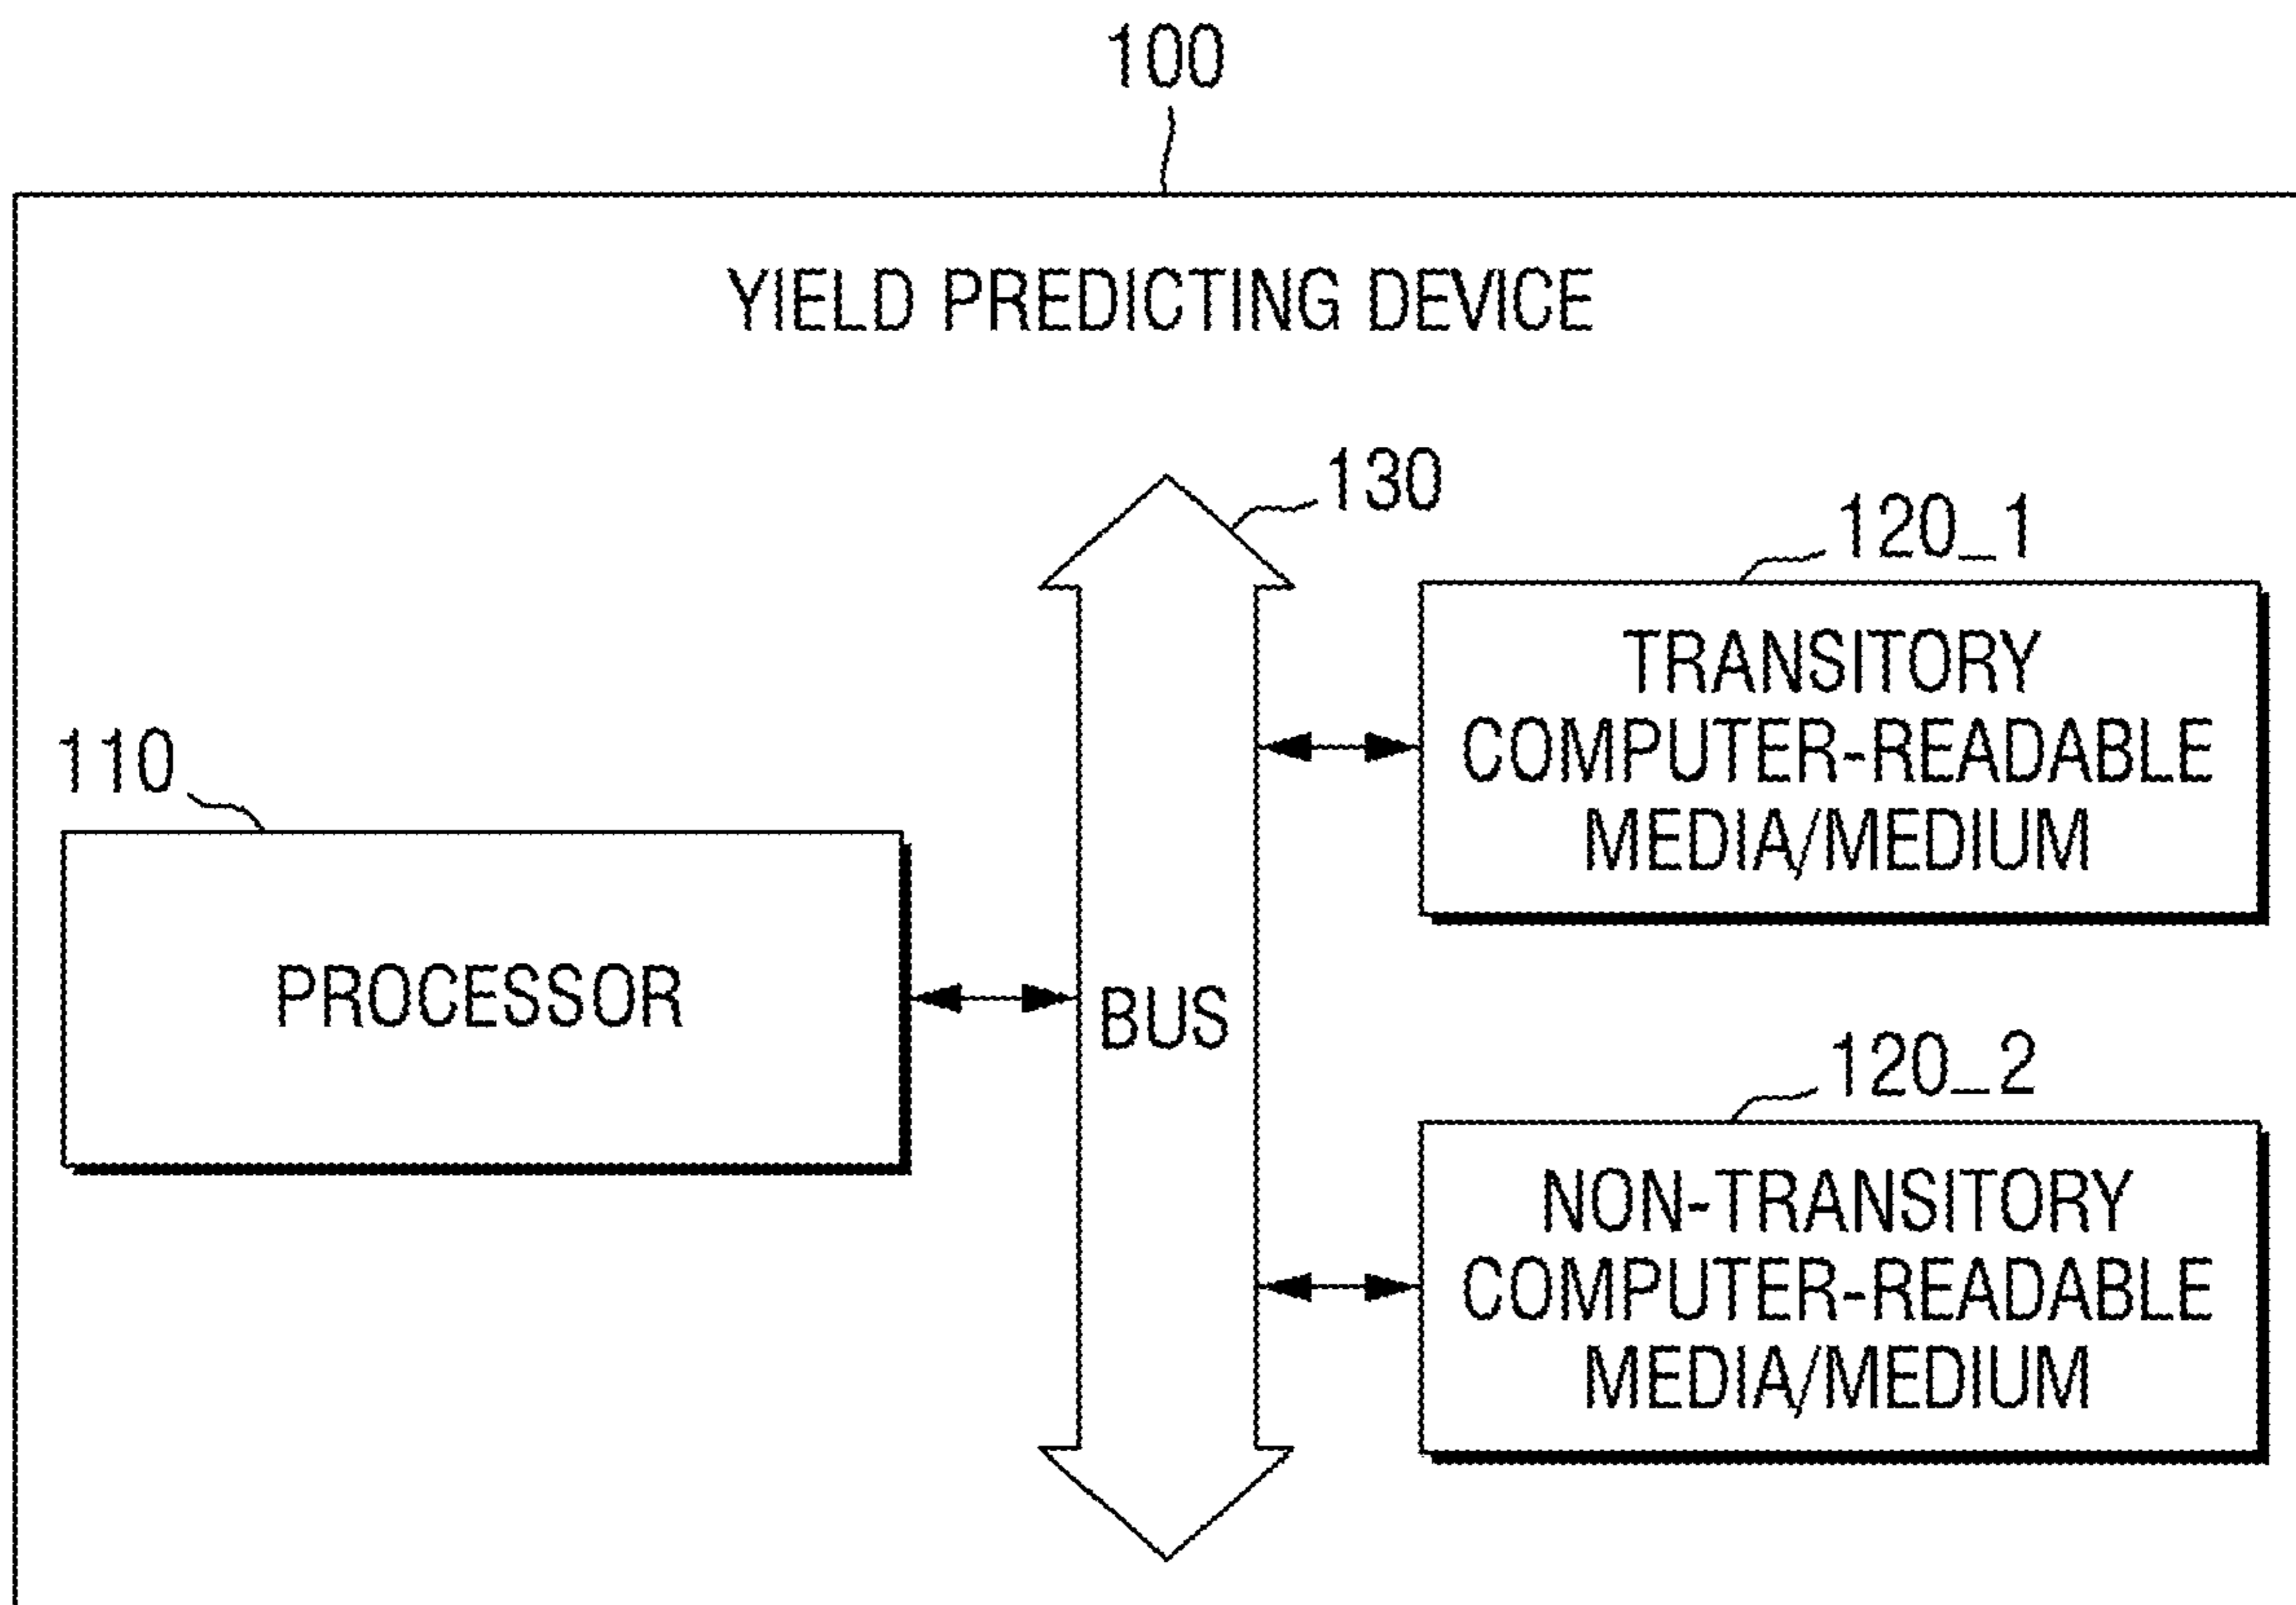 100
YIELD PREDICTING DEVICE
130
120_1
TRANSITORY
COMPUTER-READABLE
MEDIA/MEDIUM
110
PROCESSOR
BUS
120_2
NON-TRANSITORY
COMPUTER-READABLE
MEDIA/MEDIUM